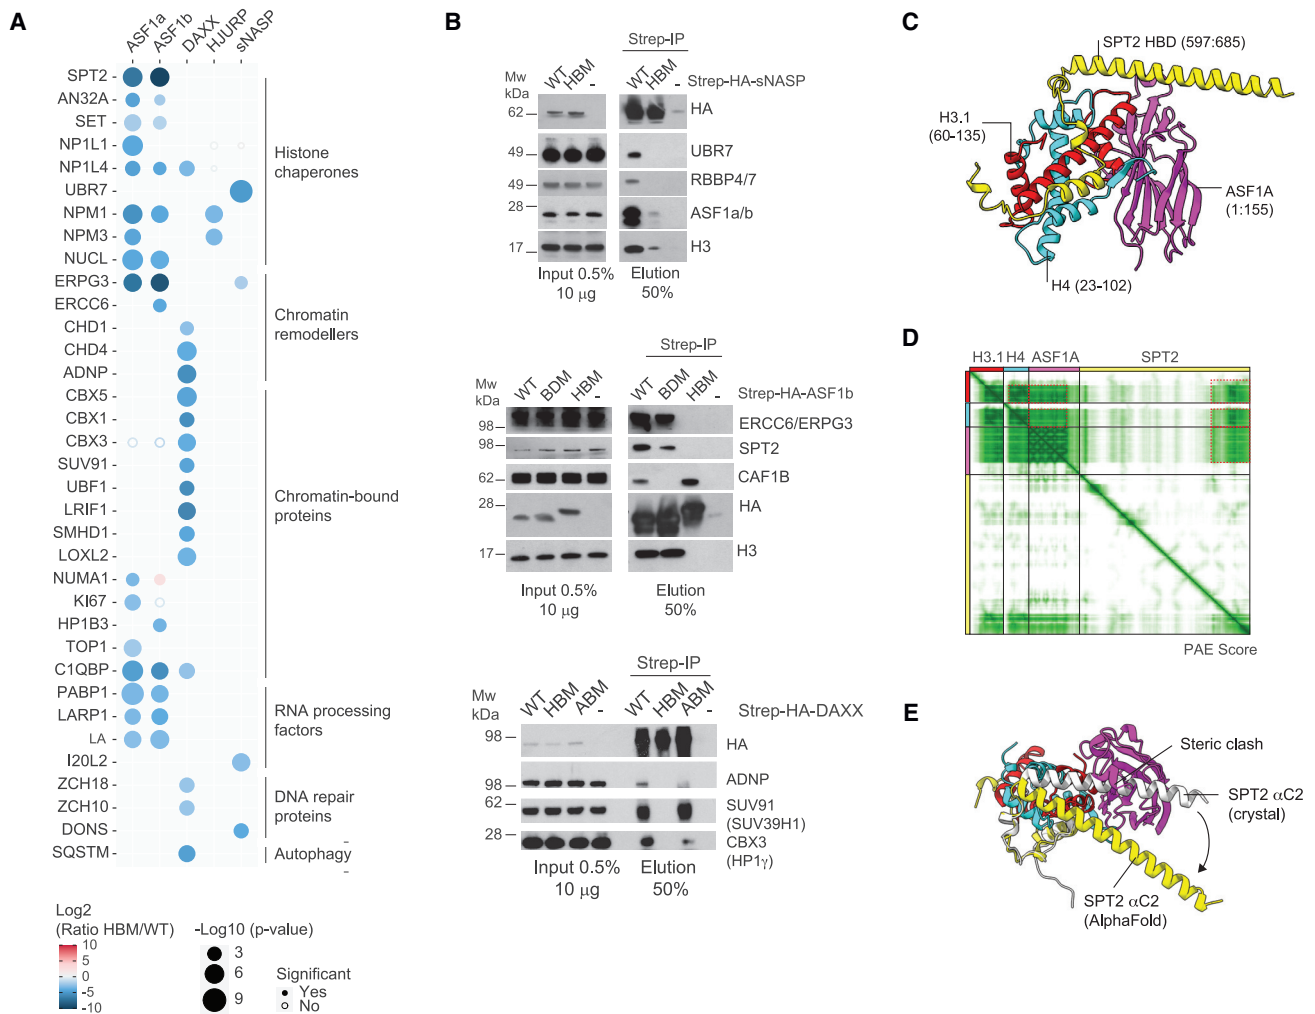 A
ASF1a
ASF1b
DAXX
HJURP
sNASP
SPT2
AN32A
SET
NP1L1
NP1L4
UBR7
NPM1
NPM3
NUCL
ERPG3
ERCC6
CHD1
CHD4
ADNP
CBX5
CBX1
CBX3
SUV91
UBF1
LRIF1
SMHD1
LOXL2
NUMA1
KI67
HP1B3
TOP1
C1QBP
PABP1
LARP1
LA
I20L2
ZCH18
ZCH10
DONS
SQSTM
Histone
chaperones
Chromatin
remodellers
Chromatin-bound
proteins
RNA processing
factors
DNA repair
proteins
Autophagy
Log2
(Ratio HBM/WT)
10
5
0
-5
-10
-Log10 (p-value)
3
6
9
Significant
Yes
No
B
Strep-IP
Mw
kDa
WT
HBM
-
WT
HBM
-
Strep-HA-sNASP
62
HA
49
UBR7
49
RBBP4/7
28
ASF1a/b
17
H3
Input 0.5%
10 µg
Elution
50%
Strep-IP
Mw
kDa
WT
BDM
HBM
-
WT
BDM
HBM
-
Strep-HA-ASF1b
98
ERCC6/ERPG3
98
SPT2
62
CAF1B
28
HA
17
H3
Input 0.5%
10 µg
Elution
50%
Strep-IP
Mw
kDa
WT
HBM
ABM
-
WT
HBM
ABM
-
Strep-HA-DAXX
98
HA
98
ADNP
62
SUV91
(SUV39H1)
28
CBX3
(HP1γ)
Input 0.5%
10 µg
Elution
50%
C
SPT2 HBD (597:685)
H3.1
(60-135)
ASF1A
(1:155)
H4 (23-102)
D
H3.1 H4 ASF1A SPT2
PAE Score
E
Steric clash
SPT2 αC2
(crystal)
SPT2 αC2
(AlphaFold)